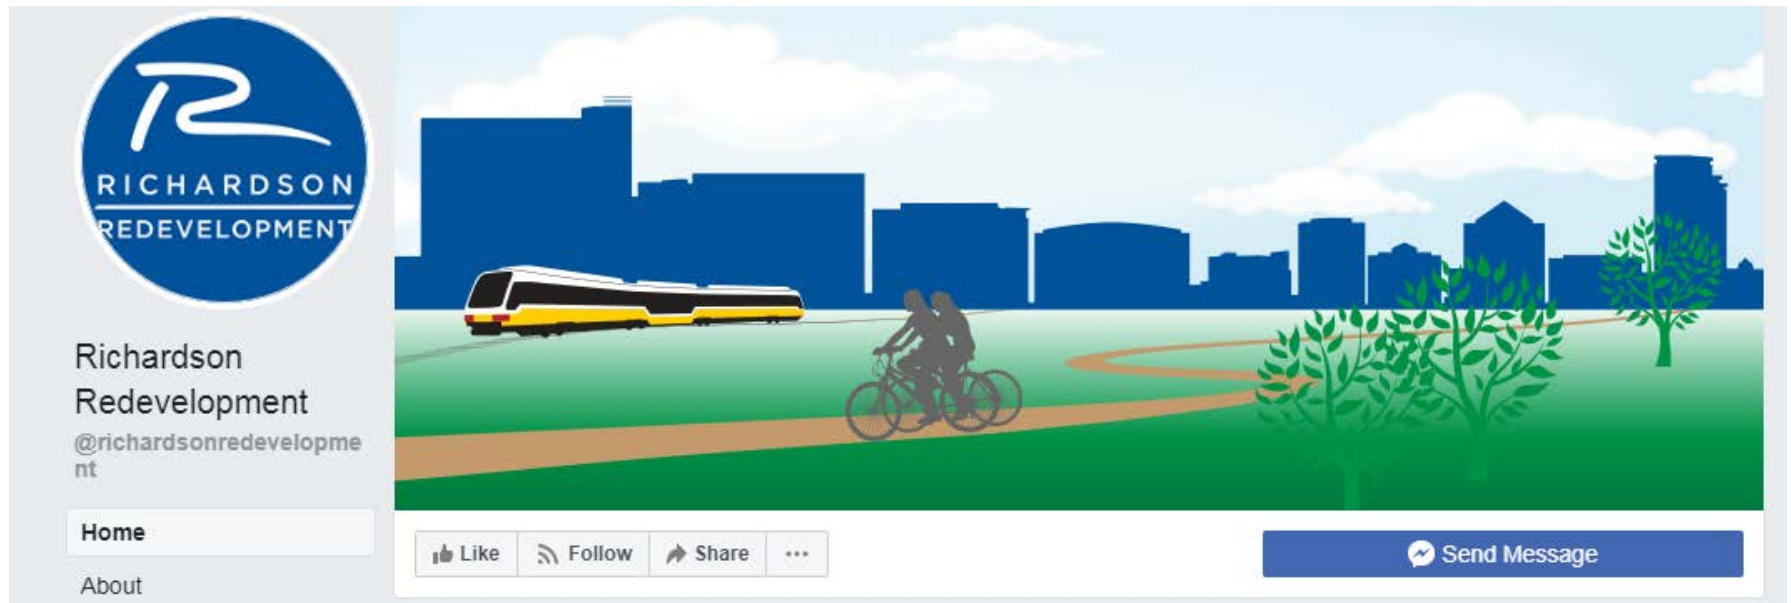 RICHARDSON
REDEVELOPMENT
Richardson
Redevelopment
@richardsonredevelopme
nt
Home
About
Like Follow Share ...
Send Message